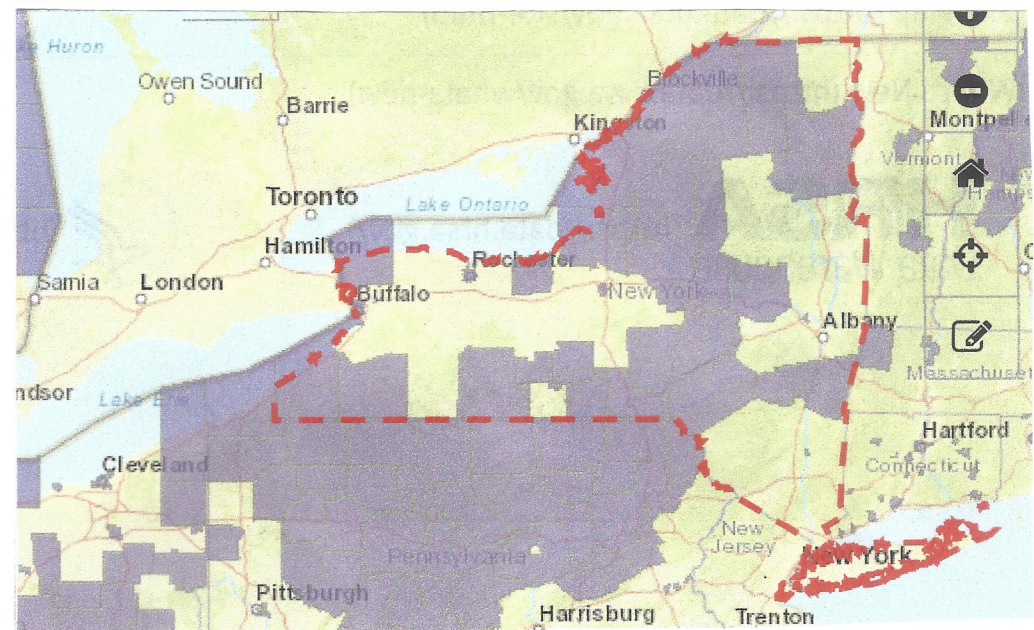 Owen Sound
Barrie
Brockville
Kingston
Montpel
Vermont
Toronto
Lake Ontario
Hamilton
Rochester
Sarnia
London
Buffalo
New York
Albany
Massachuset
ndsor
Lake Erie
Hartford
Cleveland
Connecticut
New
Jersey
Pennsylvania
New York
Pittsburgh
Harrisburg
Trenton